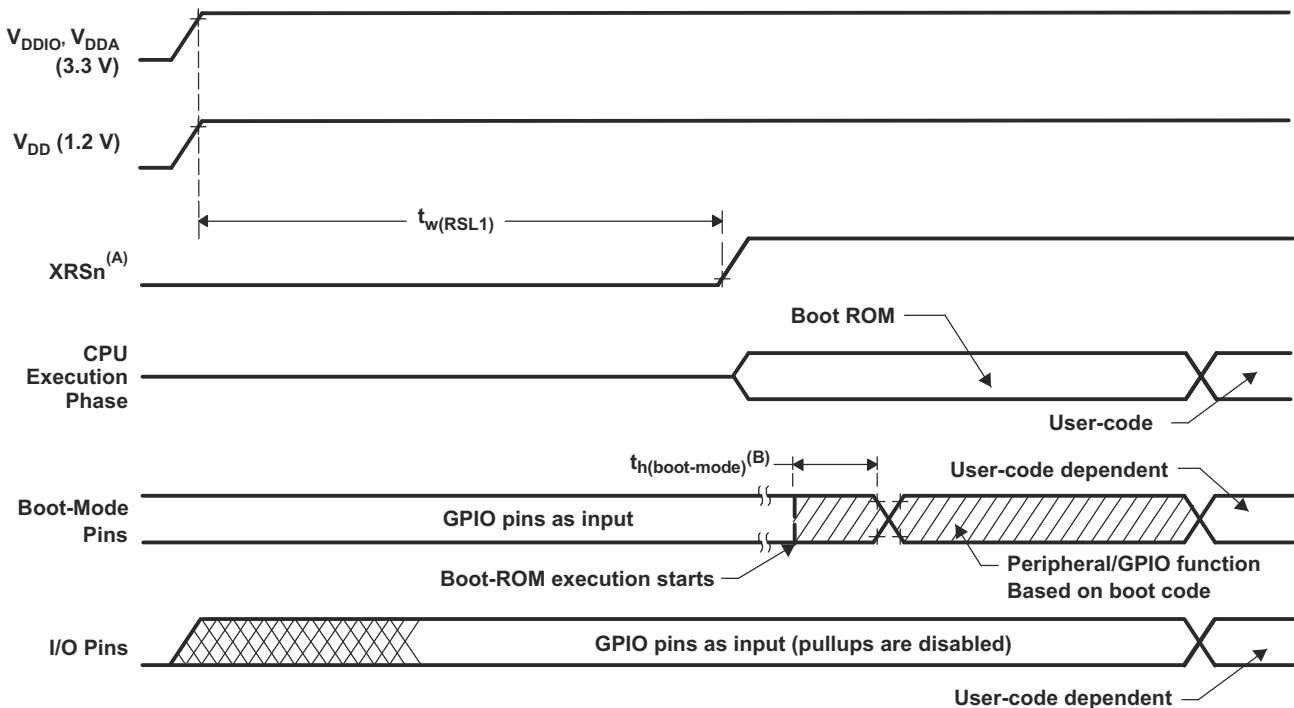 VDDIO, VDDA
(3.3 V)
VDD (1.2 V)
tw(RSL1)
XRSn(A)
Boot ROM
CPU
Execution
Phase
User-code
th(boot-mode)(B)
User-code dependent
Boot-Mode
Pins
GPIO pins as input
Boot-ROM execution starts
Peripheral/GPIO function
Based on boot code
I/O Pins
GPIO pins as input (pullups are disabled)
User-code dependent